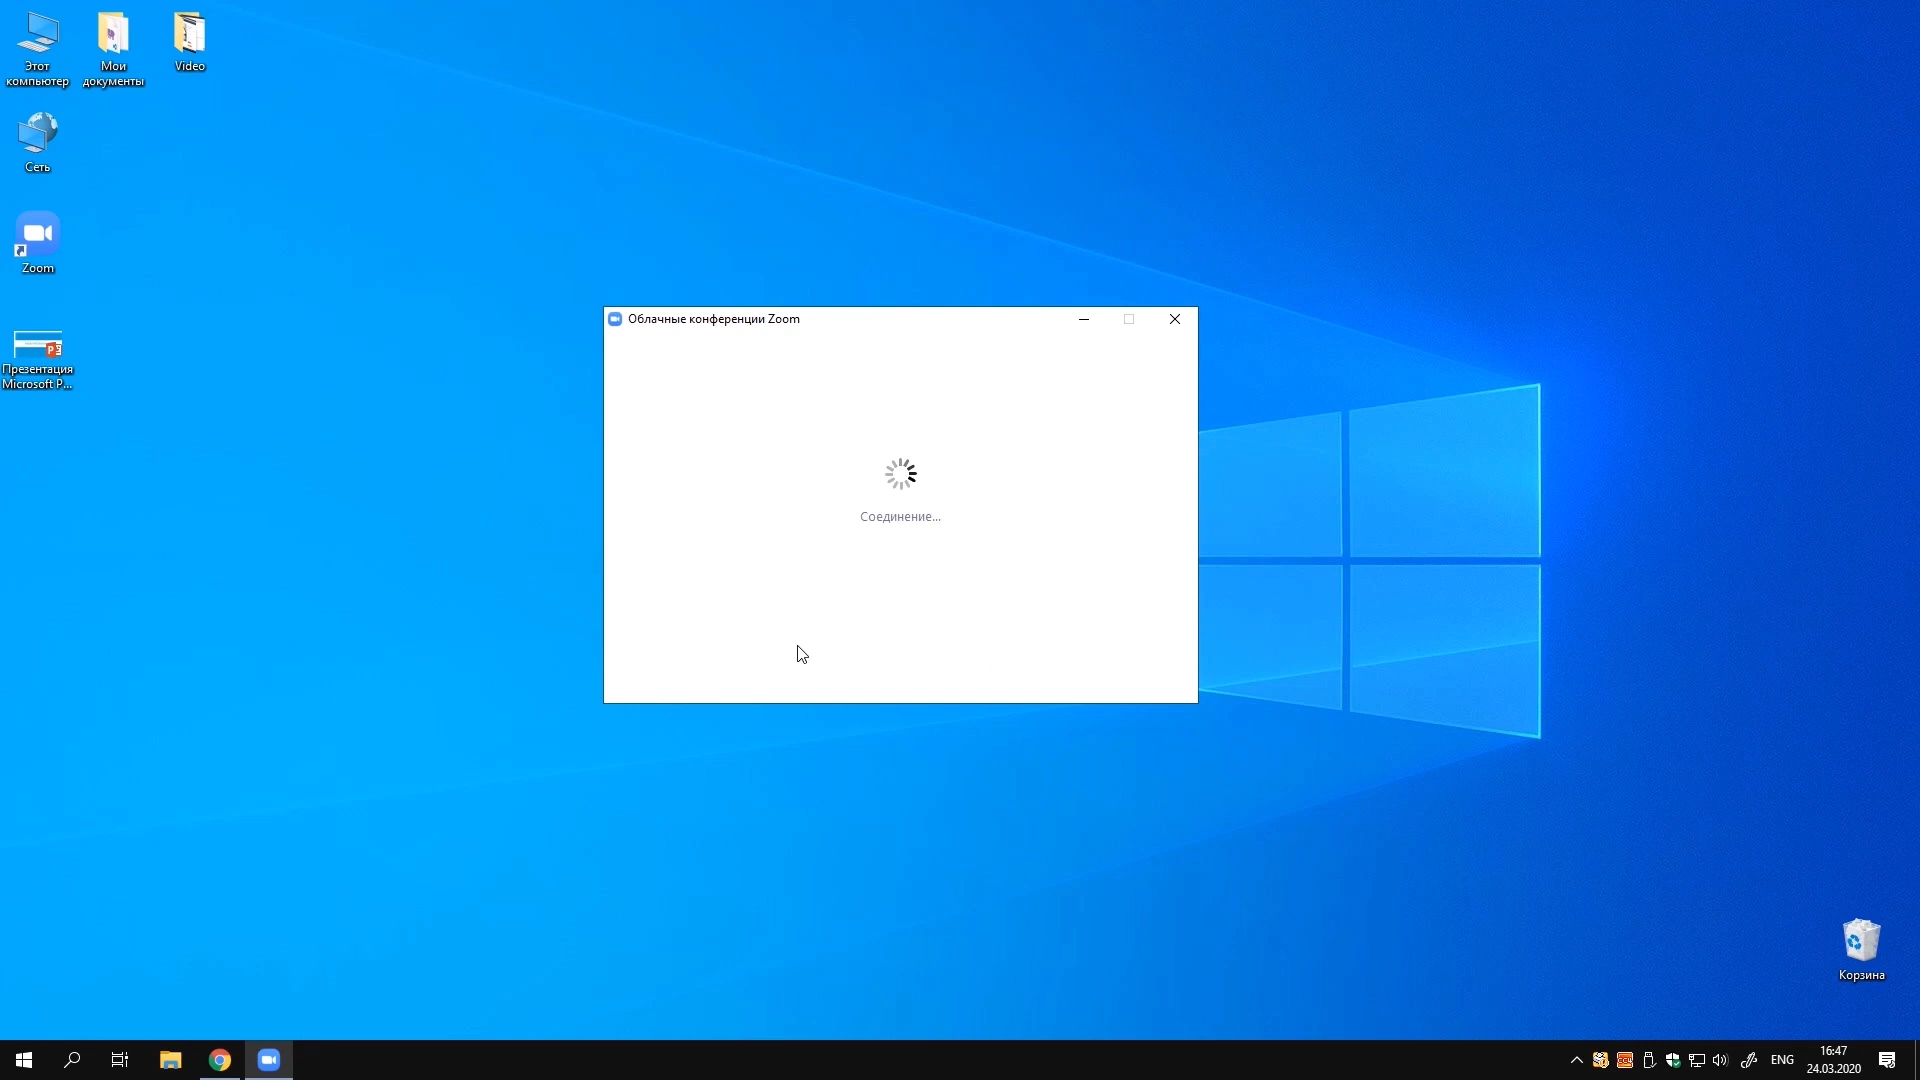 Этот
компьютер
Мои
документы
Video
Сеть
Zoom
Презентация
Microsoft P...
Облачные конференции Zoom
Соединение...
Корзина
ENG
16:47
24.03.2020